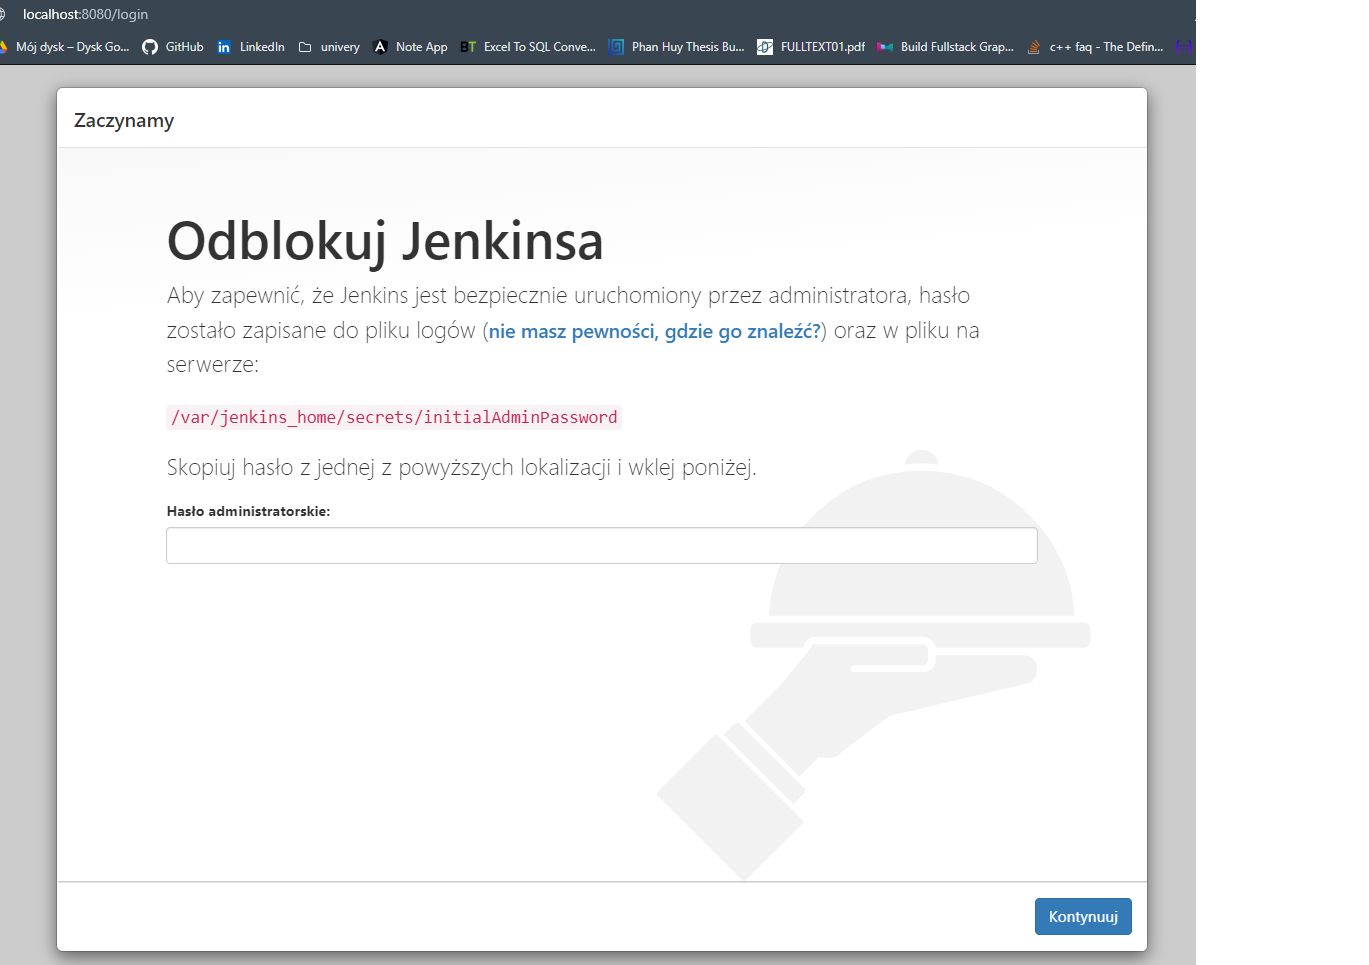 localhost:8080/login
Mój dysk – Dysk Go... GitHub LinkedIn univery Note App Excel To SQL Conve... Phan Huy Thesis Bu... FULLTEXT01.pdf Build Fullstack Grap... c++ faq - The Defin...
Zaczynamy
Odblokuj Jenkinsa
Aby zapewnić, że Jenkins jest bezpiecznie uruchomiony przez administratora, hasło
zostało zapisane do pliku logów (nie masz pewności, gdzie go znaleźć?) oraz w pliku na
serwerze:
/var/jenkins_home/secrets/initialAdminPassword
Skopiuj hasło z jednej z powyższych lokalizacji i wklej poniżej.
Hasło administratorskie:
Kontynuuj